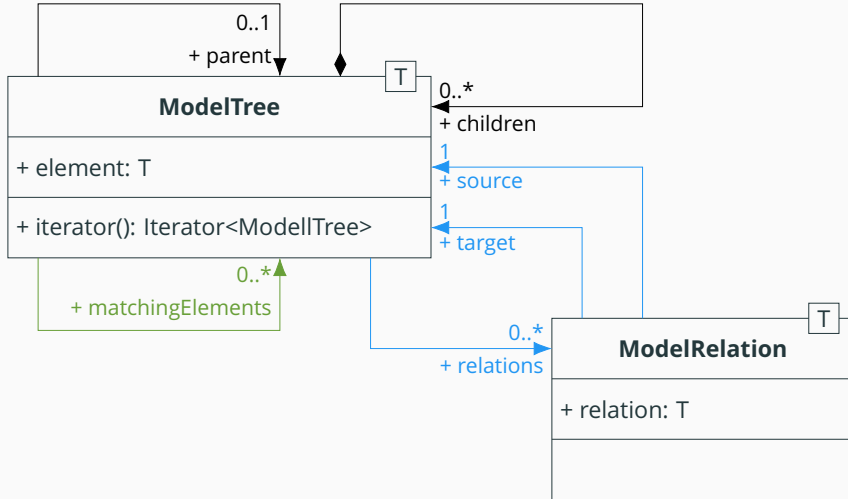 0..1
+ parent
T
ModelTree
0..*
+ children
+ element: T
1
+ source
+ iterator(): Iterator<ModellTree>
1
+ target
0..*
+ matchingElements
T
0..*
ModelRelation
+ relations
+ relation: T